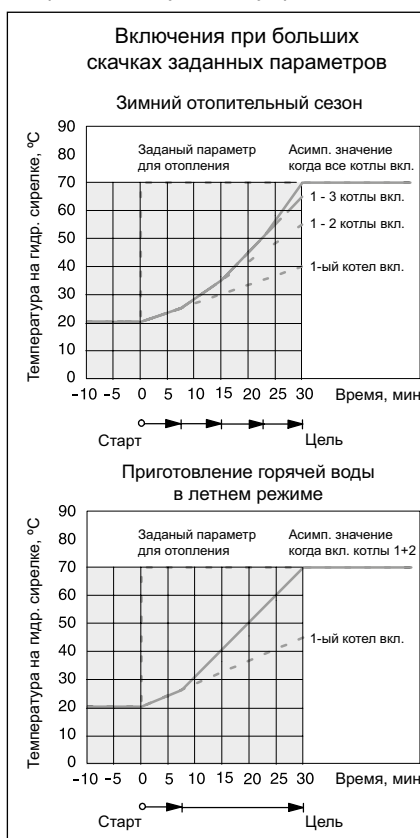 Включения при больших
скачках заданных параметров
Зимний отопительный сезон
Температура на гидр. сирелке, ºC
90
80
70
60
50
40
30
20
10
0
Заданый параметр
для отопления
Асимп. значение
когда все котлы вкл.
1 - 3 котлы вкл.
1 - 2 котлы вкл.
1-ый котел вкл.
-10 -5 0 5 10 15 20 25 30 Время, мин
Старт Цель
Приготовление горячей воды
в летнем режиме
Температура на гидр. сирелке, ºC
90
80
70
60
50
40
30
20
10
0
Заданый параметр
для отопления
Асимп. значение
когда вкл. котлы 1+2
1-ый котел вкл.
-10 -5 0 5 10 15 20 25 30 Время, мин
Старт Цель